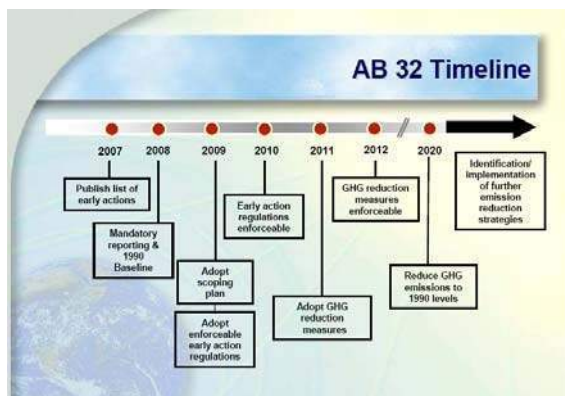 AB 32 Timeline
2007
2008
2009
2010
2011
2012
2020
Publish list of
early actions
Mandatory
reporting &
1990
Baseline
Adopt
scoping
plan
Adopt
enforceable
early action
regulations
Early action
regulations
enforceable
Adopt GHG
reduction
measures
GHG reduction
measures
enforceable
Reduce GHG
emissions to
1990 levels
Identification/
implementation
of further
emission
reduction
strategies